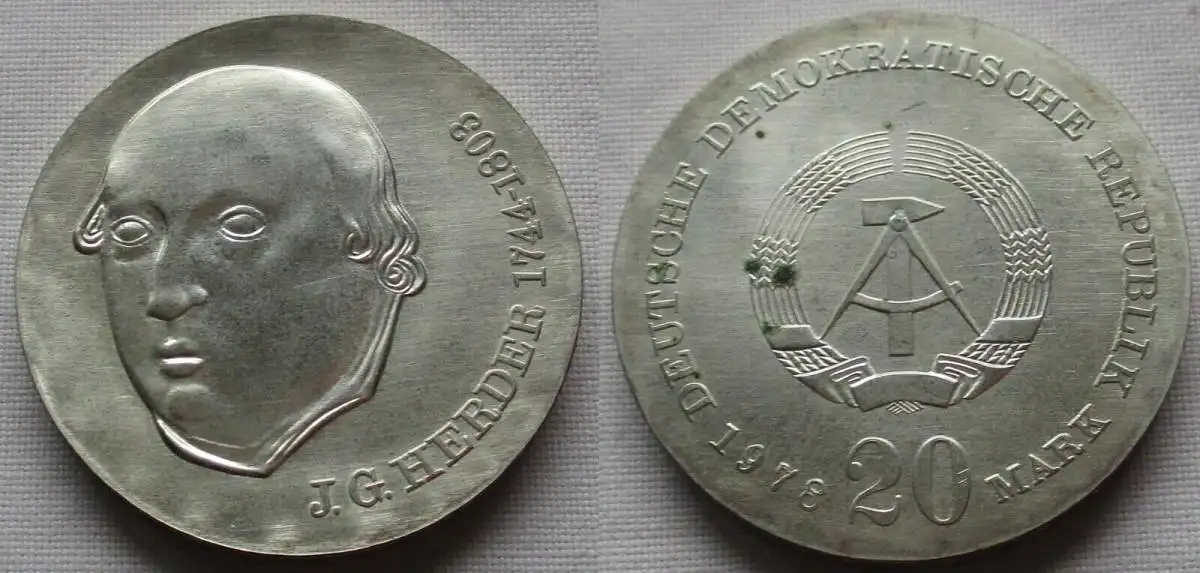 J.G. HERDER 1744-1803
DEUTSCHE DEMOKRATISCHE REPUBLIK
1978 20 MARK